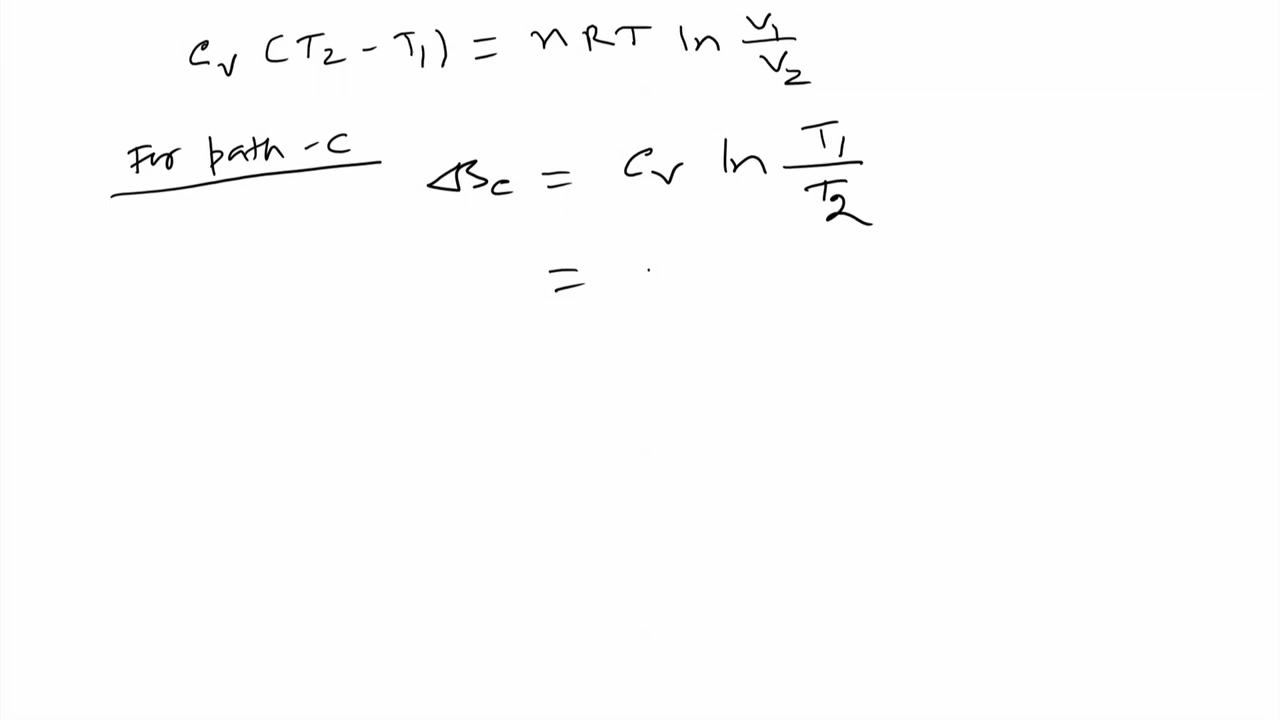 Cv (T2 - T1) = nRT ln V1/V2
For path - C ΔSc = Cv ln T1/T2
=